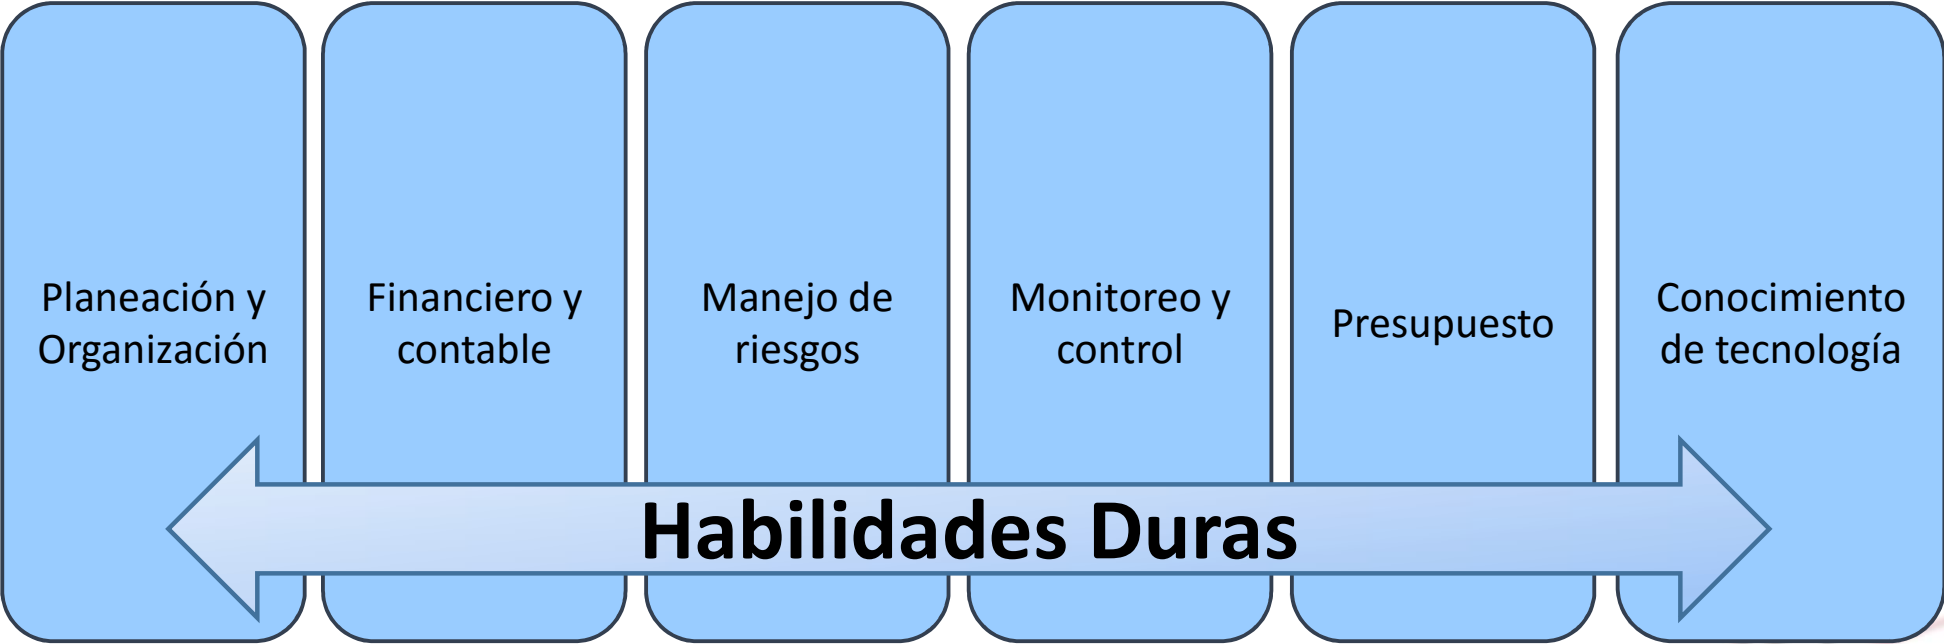 Planeación y
Organización
Financiero y
contable
Manejo de
riesgos
Monitoreo y
control
Presupuesto
Conocimiento
de tecnología
Habilidades Duras